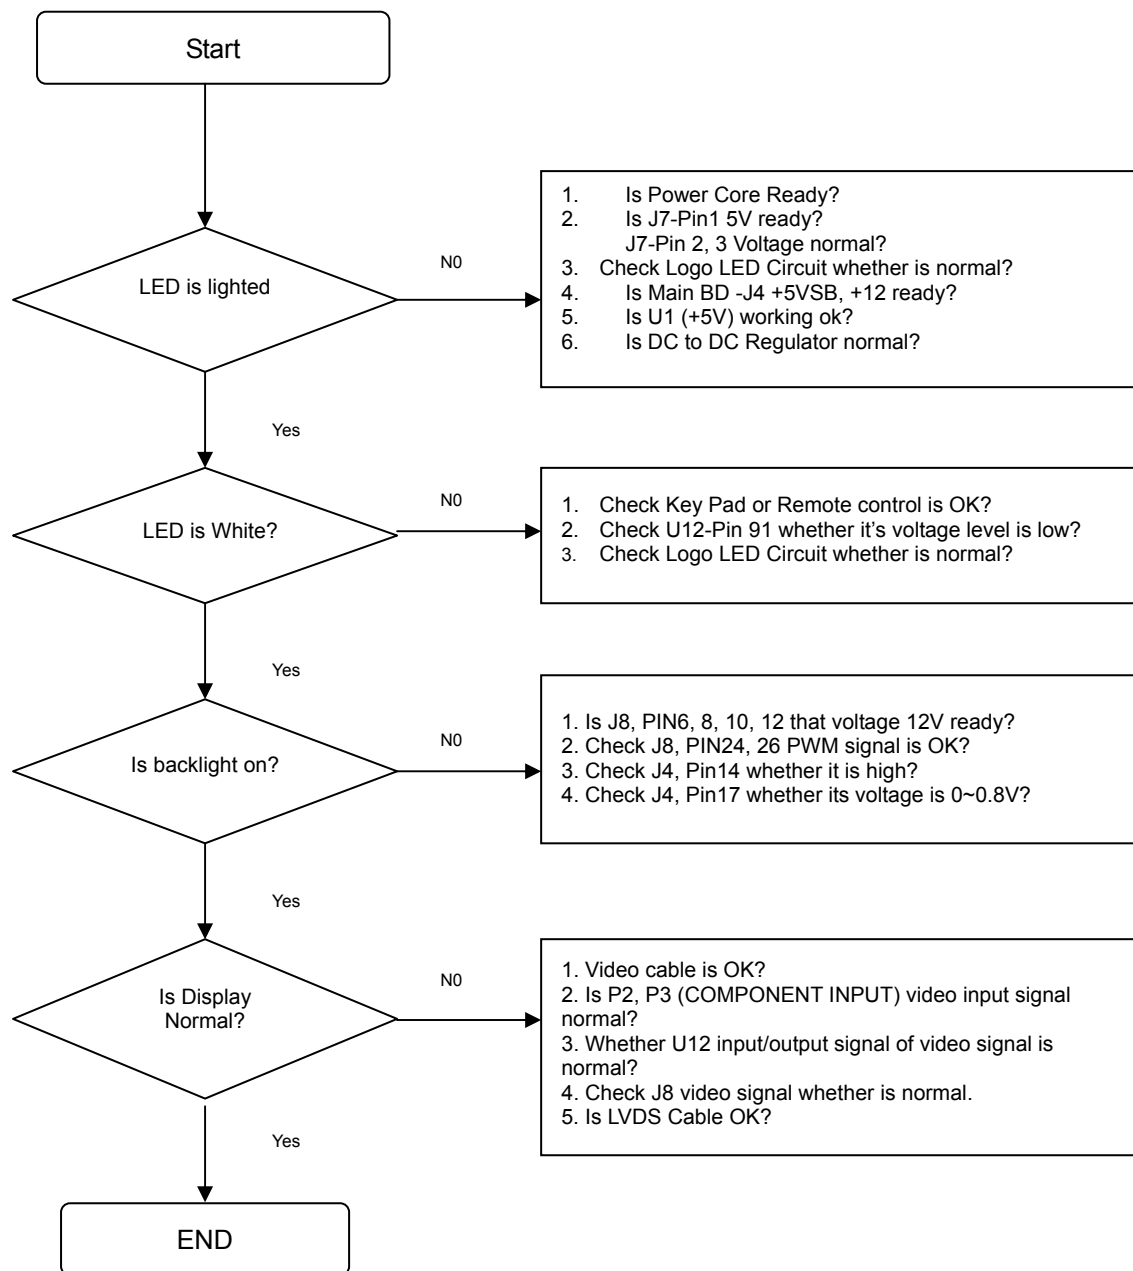 Start
LED is lighted
N0
1. Is Power Core Ready?
2. Is J7-Pin1 5V ready?
J7-Pin 2, 3 Voltage normal?
3. Check Logo LED Circuit whether is normal?
4. Is Main BD -J4 +5VSB, +12 ready?
5. Is U1 (+5V) working ok?
6. Is DC to DC Regulator normal?
Yes
LED is White?
N0
1. Check Key Pad or Remote control is OK?
2. Check U12-Pin 91 whether it's voltage level is low?
3. Check Logo LED Circuit whether is normal?
Yes
Is backlight on?
N0
1. Is J8, PIN6, 8, 10, 12 that voltage 12V ready?
2. Check J8, PIN24, 26 PWM signal is OK?
3. Check J4, Pin14 whether it is high?
4. Check J4, Pin17 whether its voltage is 0~0.8V?
Yes
Is Display
Normal?
N0
1. Video cable is OK?
2. Is P2, P3 (COMPONENT INPUT) video input signal
normal?
3. Whether U12 input/output signal of video signal is
normal?
4. Check J8 video signal whether is normal.
5. Is LVDS Cable OK?
Yes
END